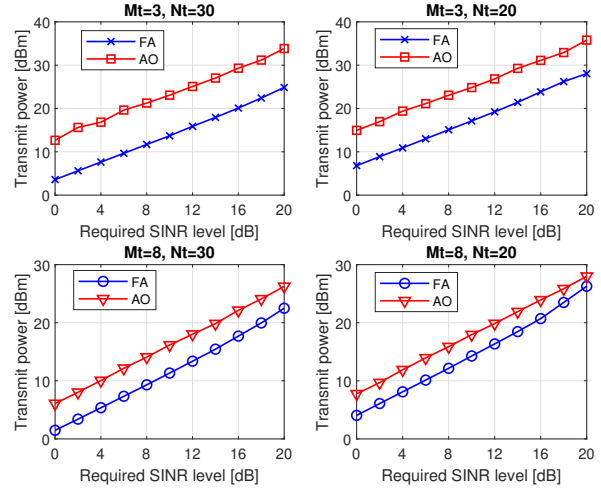 Mt=3, Nt=30
Transmit power [dBm]
40
30
20
10
0
FA
AO
0 4 8 12 16 20
Required SINR level [dB]
Mt=3, Nt=20
Transmit power [dBm]
40
30
20
10
0
FA
AO
0 4 8 12 16 20
Required SINR level [dB]
Mt=8, Nt=30
Transmit power [dBm]
30
20
10
0
FA
AO
0 4 8 12 16 20
Required SINR level [dB]
Mt=8, Nt=20
Transmit power [dBm]
30
20
10
0
FA
AO
0 4 8 12 16 20
Required SINR level [dB]